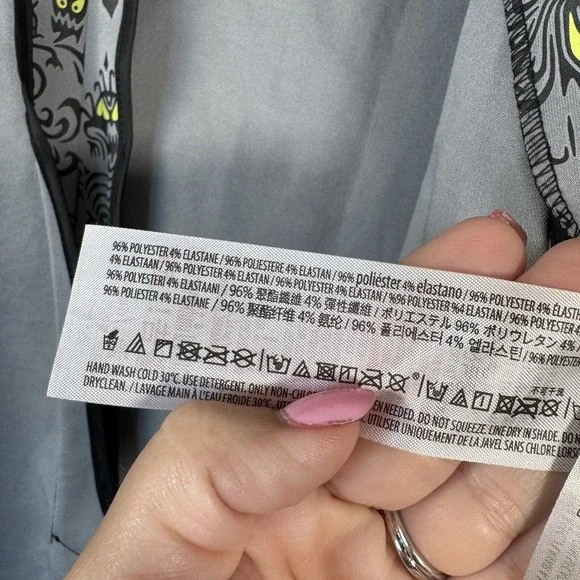 96% POLYESTER 4% ELASTANE / 96% POLIESTERE 4% ELASTAN / 96% poliéster 4% elastano / 96% POLYESTER 4% ÉLASTH
4% ELASTAAN / 96% POLYESTER 4% ELASTAN / 96% POLYESTER 4% ELASTAN / 96% POLYESTER %4 ELASTAN / 96%
96% POLYESTERI 4% ELASTAANI / 96% 聚酯纖維 4% 彈性纖維 / ポリエステル 96% ポリウレタン 4% / 4%
96% POLIESTER 4% ELASTANE / 96% 聚酯纤维 4% 氨纶 / 96% 폴리에스터 4% 엘라스틴 / 96% POLYESTER
不可干洗
HAND WASH COLD 30°C. USE DETERGENT. ONLY NON-CHL EN NEEDED. DO NOT SQUEEZE. LINE DRY IN SHADE. DO
DRYCLEAN. / LAVAGE MAIN À L'EAU FROIDE 30°C. UTILISER UNIQUEMENT DE LA JAVEL SANS CHLORE LORS